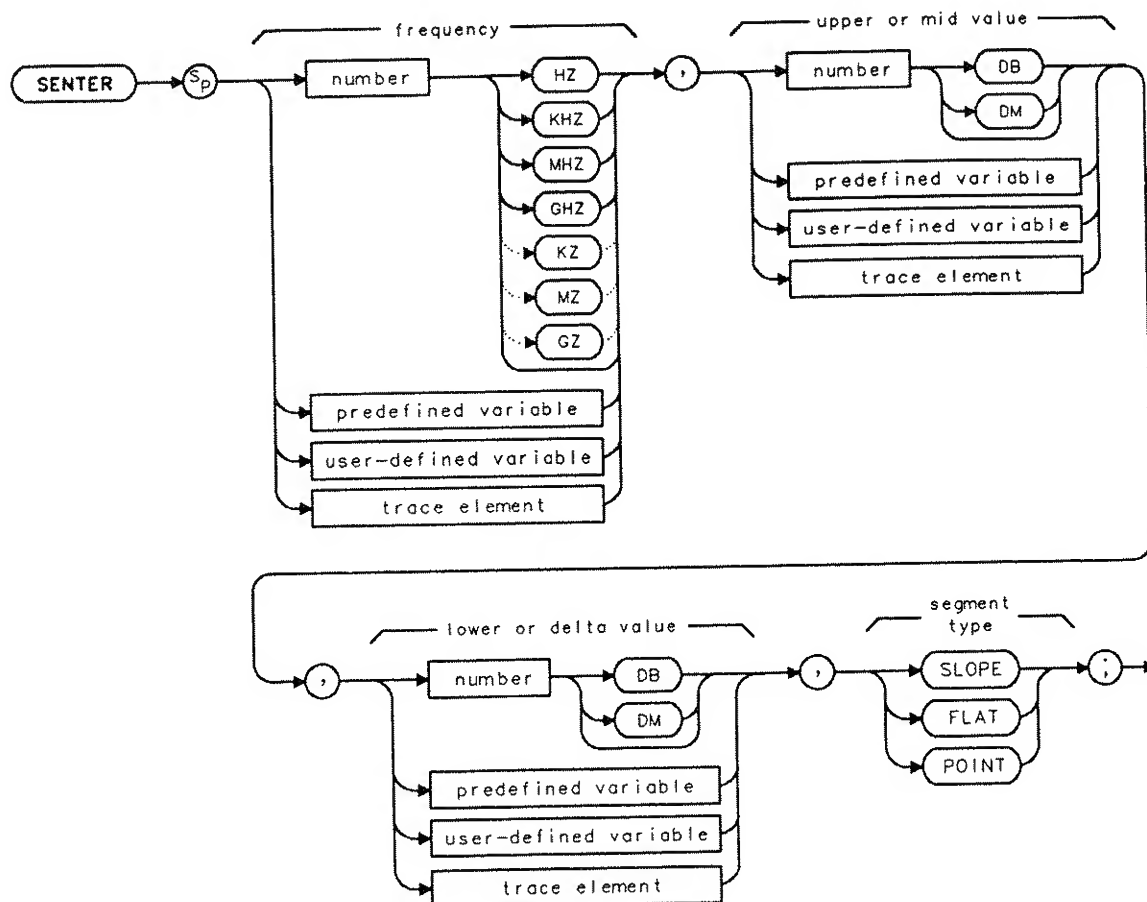 frequency
upper or mid value
SENTER
Sp
number
HZ
,
number
DB
KHZ
DM
MHZ
predefined variable
GHZ
user-defined variable
KZ
trace element
MZ
GZ
predefined variable
user-defined variable
trace element
lower or delta value
segment
type
,
number
DB
,
SLOPE
;
DM
FLAT
POINT
predefined variable
user-defined variable
trace element